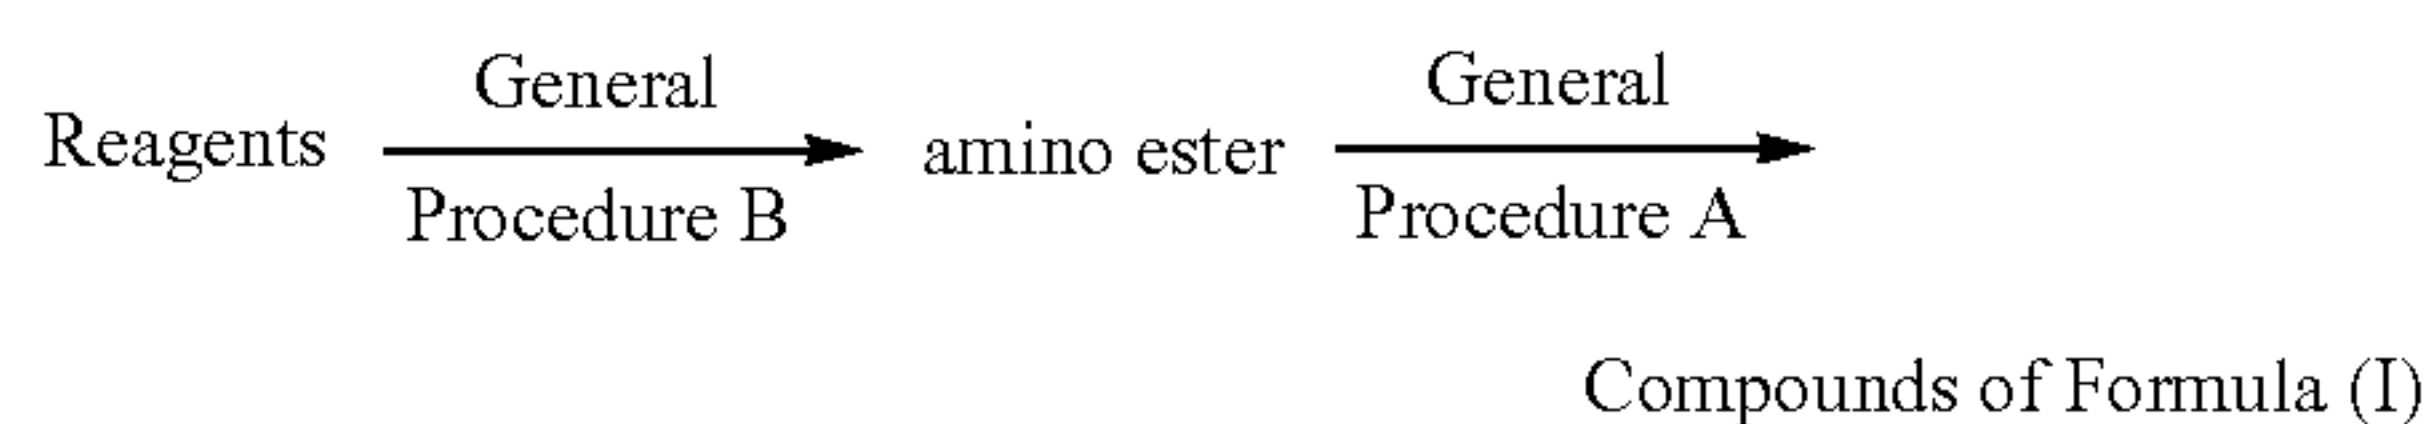 General
Reagents
Procedure B
amino ester
General
Procedure A
Compounds of Formula (I)